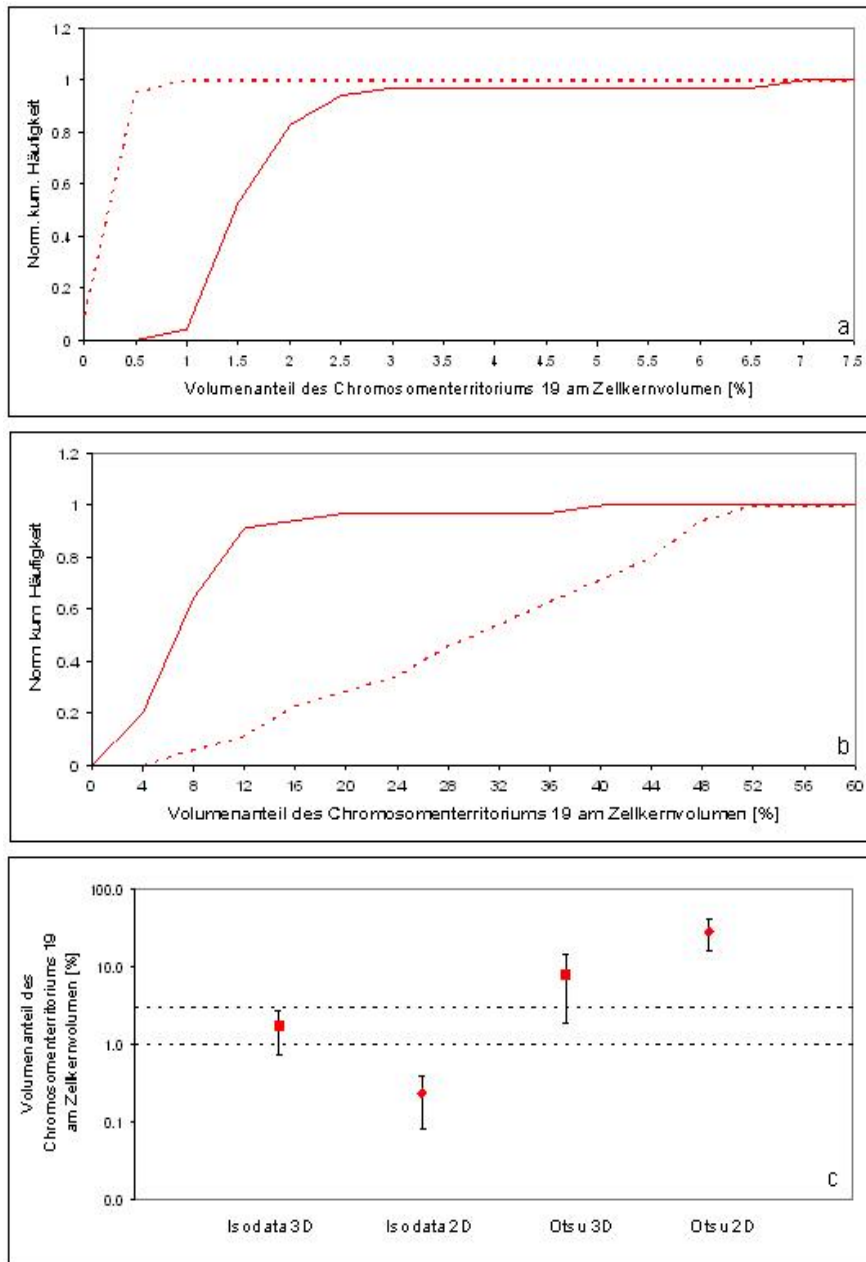 1.2
1
0.8
0.6
0.4
0.2
0
Norm. kum. Häufigkeit
a
0 0.5 1 1.5 2 2.5 3 3.5 4 4.5 5 5.5 6 6.5 7 7.5
Volumenanteil des Chromosomenterritoriums 19 am Zellkernvolumen [%]
1.2
1
0.8
0.6
0.4
0.2
0
Norm kum Häufigkeit
b
0 4 8 12 16 20 24 28 32 36 40 44 48 52 56 60
Volumenanteil des Chromosomenterritoriums 19 am Zellkernvolumen [%]
100.0
10.0
1.0
0.1
0.0
Volumenanteil des
Chromosomenterritoriums 19
am Zellkernvolumen [%]
c
Isodata 3D Isodata 2D Otsu 3D Otsu 2D